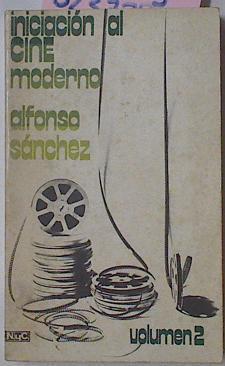 iniciación al
CINE
moderno
alfonso
sánchez
volumen 2